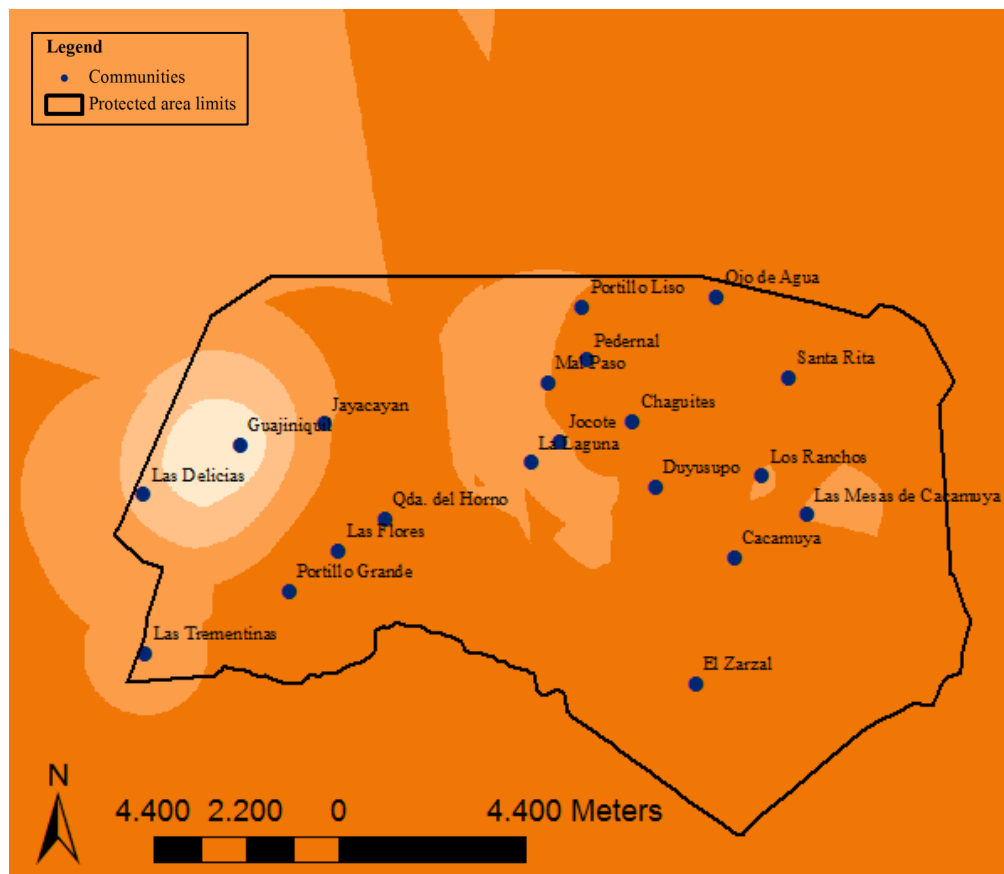 Legend
Communities
Protected area limits
Ojo de Agua
Portillo Liso
Pedernal
Mal Paso
Santa Rita
Chaguites
Jayacayan
Jocote
Guajiniquil
La Laguna
Las Delicias
Duyusupo
Los Ranchos
Qda. del Horno
Las Mesas de Cacamuya
Las Flores
Cacamuya
Portillo Grande
Las Trementinas
El Zarzal
N
4.400 2.200 0 4.400 Meters